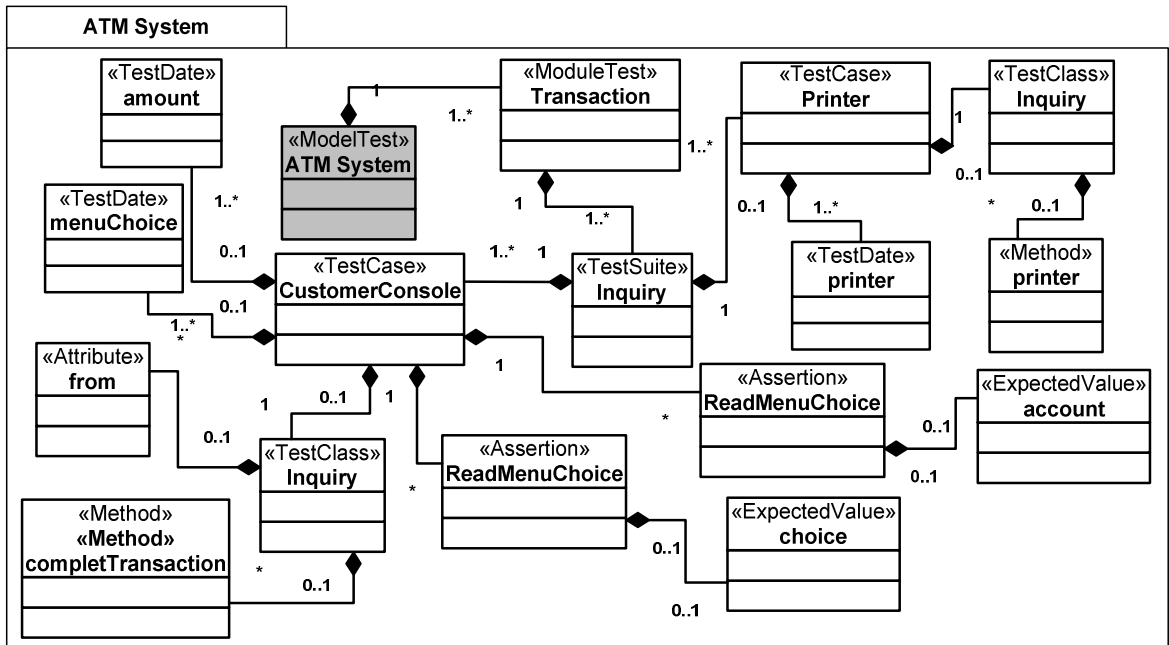 ATM System
«TestDate»
amount
«ModelTest»
ATM System
1
1..*
«ModuleTest»
Transaction
1
1..*
1..*
«TestCase»
Printer
1
0..1
«TestClass»
Inquiry
«TestDate»
menuChoice
1..*
0..1
0..1
1..*
*
«TestCase»
CustomerConsole
1..*
1
«TestSuite»
Inquiry
1
0..1
1..*
«TestDate»
printer
*
0..1
«Method»
printer
«Attribute»
from
0..1
1
0..1
1
1
*
«Assertion»
ReadMenuChoice
0..1
0..1
«ExpectedValue»
account
«TestClass»
Inquiry
*
«Assertion»
ReadMenuChoice
0..1
0..1
«ExpectedValue»
choice
«Method»
«Method»
completTransaction
*
0..1